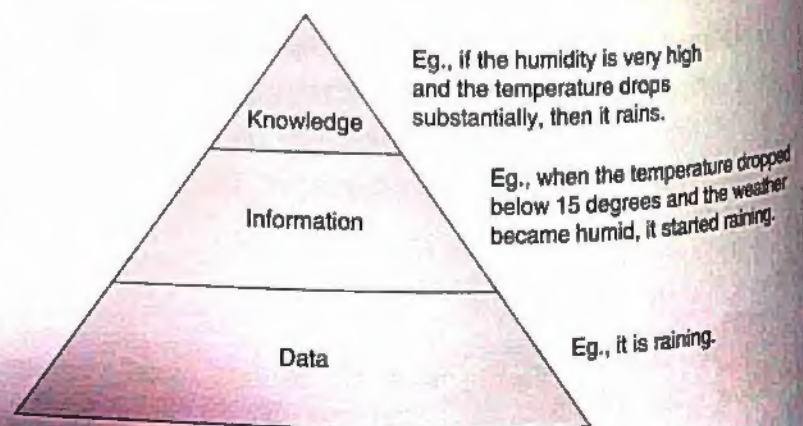 Eg., if the humidity is very high
and the temperature drops
substantially, then it rains.
Knowledge
Eg., when the temperature dropped
below 15 degrees and the weather
became humid, it started raining.
Information
Eg., it is raining.
Data